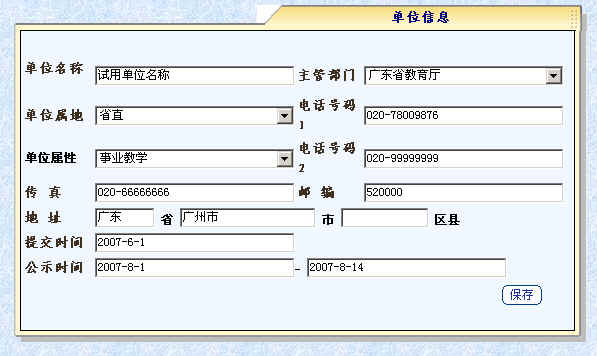 单位信息
单位名称 试用单位名称 主管部门 广东省教育厅
单位属地 省直 电话号码1 020-78009876
单位属性 事业教学 电话号码2 020-99999999
传 真 020-66666666 邮 编 520000
地 址 广东 省 广州市 市 区县
提交时间 2007-6-1
公示时间 2007-8-1 - 2007-8-14
保存